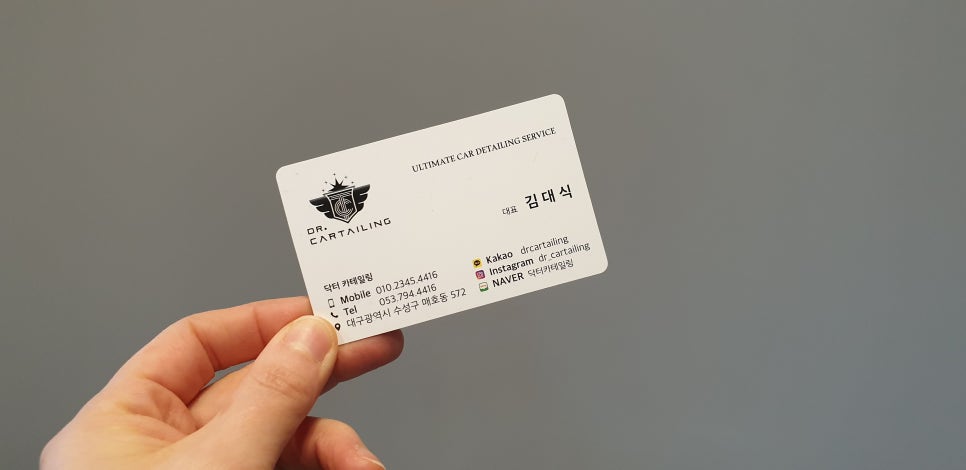 ULTIMATE CAR DETAILING SERVICE
DR.
CARTAILING
대표 김대식
닥터 카테일링
Mobile 010.2345.4416
Tel 053.794.4416
대구광역시 수성구 매호동 572
Kakao drcartailing
Instagram dr_cartailing
NAVER 닥터카테일링